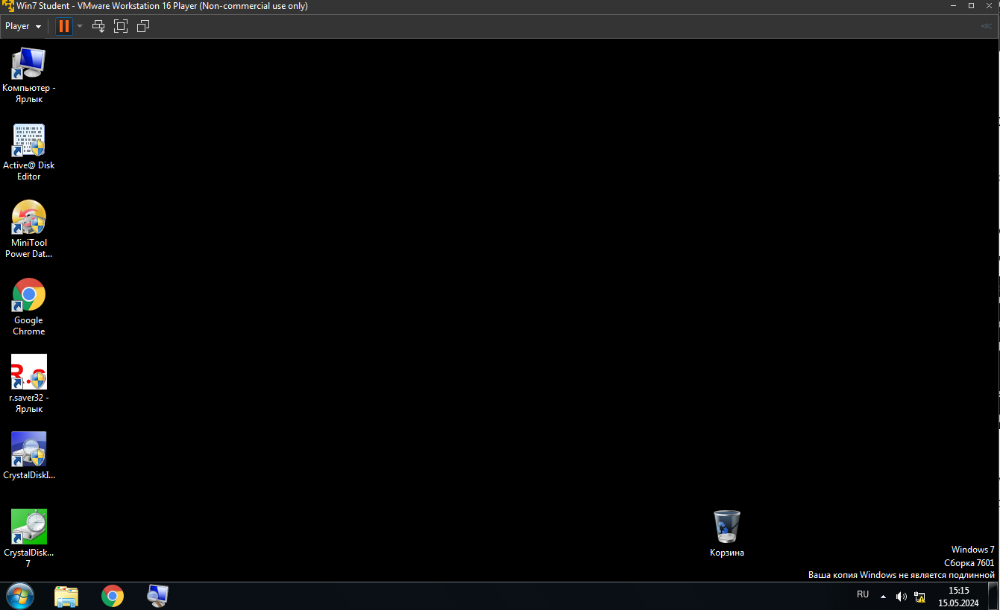 Win7 Student - VMware Workstation 16 Player (Non-commercial use only)
Player
Компьютер -
Ярлык
Active@ Disk
Editor
MiniTool
Power Dat...
Google
Chrome
R.s
r.saver32 -
Ярлык
CrystalDiskI...
CrystalDisk...
7
Корзина
Windows 7
Сборка 7601
Ваша копия Windows не является подлинной
RU
15:15
15.05.2024